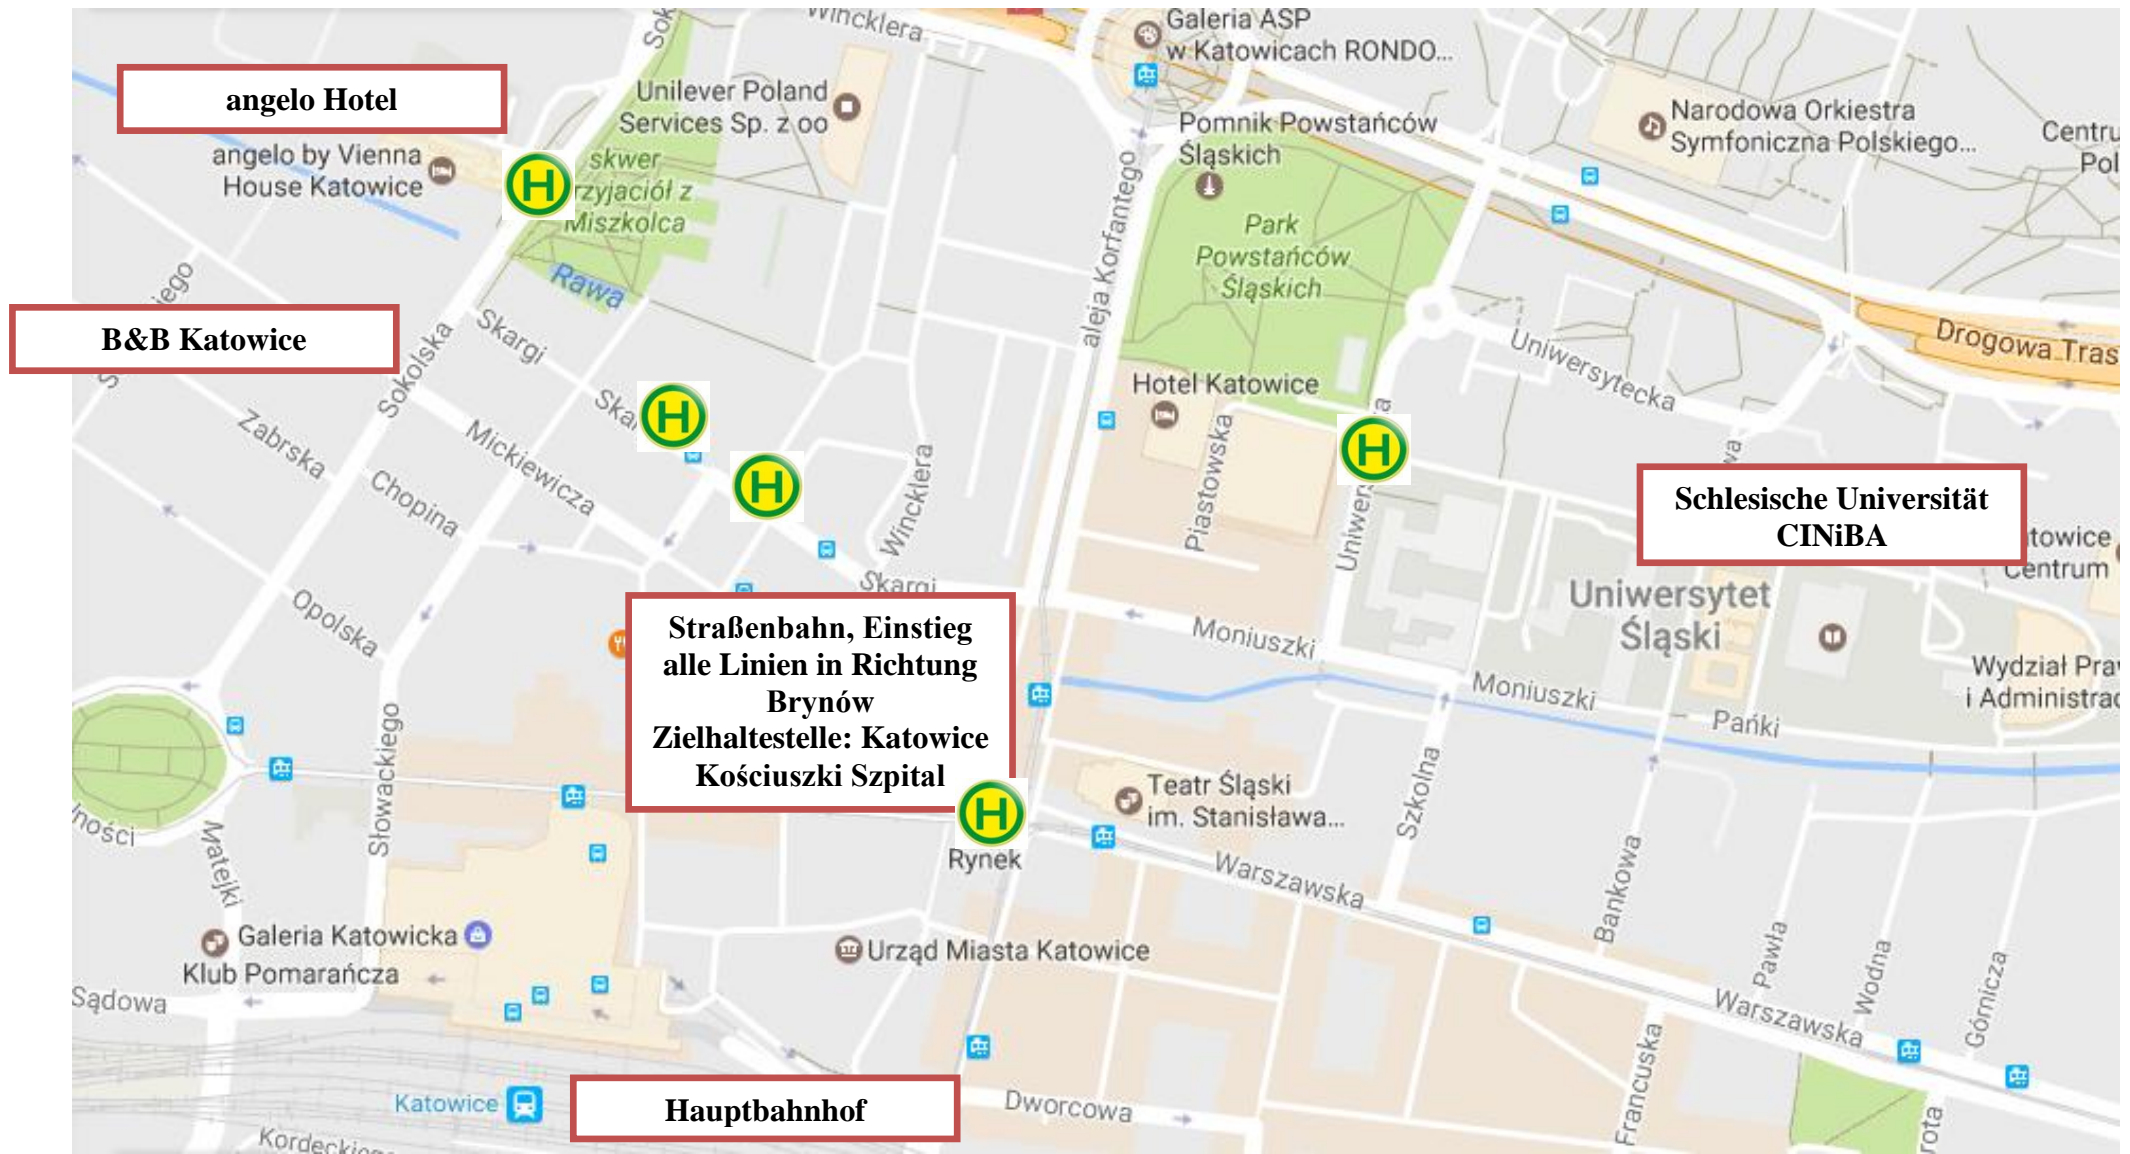 Wincklera
Galeria ASP
w Katowicach RONDO...
angelo Hotel
Unilever Poland
Services Sp. z oo
Narodowa Orkiestra
Symfoniczna Polskiego...
Pomnik Powstańców
Śląskich
angelo by Vienna
House Katowice
H
skwer
Miszkolca
aleja Korfantego
Park
Powstańców
Śląskich
Rawa
B&B Katowice
Skargi
Sokolska
Uniwersytecka
Drogowa Tras
Hotel Katowice
H
H
H
Zabrska
Mickiewicza
Chopina
Wincklera
Piastowska
Schlesische Universität
CINiBA
Skargi
Uniwersytet
Śląski
Centrum
Opolska
Straßenbahn, Einstieg
alle Linien in Richtung
Brynów
Zielhaltestelle: Katowice
Kościuszki Szpital
Moniuszki
Moniuszki
Pańki
Wydział Pra
i Administrac
Słowackiego
Szkolna
Teatr Śląski
im. Stanisława...
H
Rynek
Matejki
Warszawska
Bankowa
Pawła
Wodna
Górnicza
Galeria Katowicka
Klub Pomarańcza
Urząd Miasta Katowice
Sądowa
Warszawska
Francuska
Katowice
Hauptbahnhof
Dworcowa